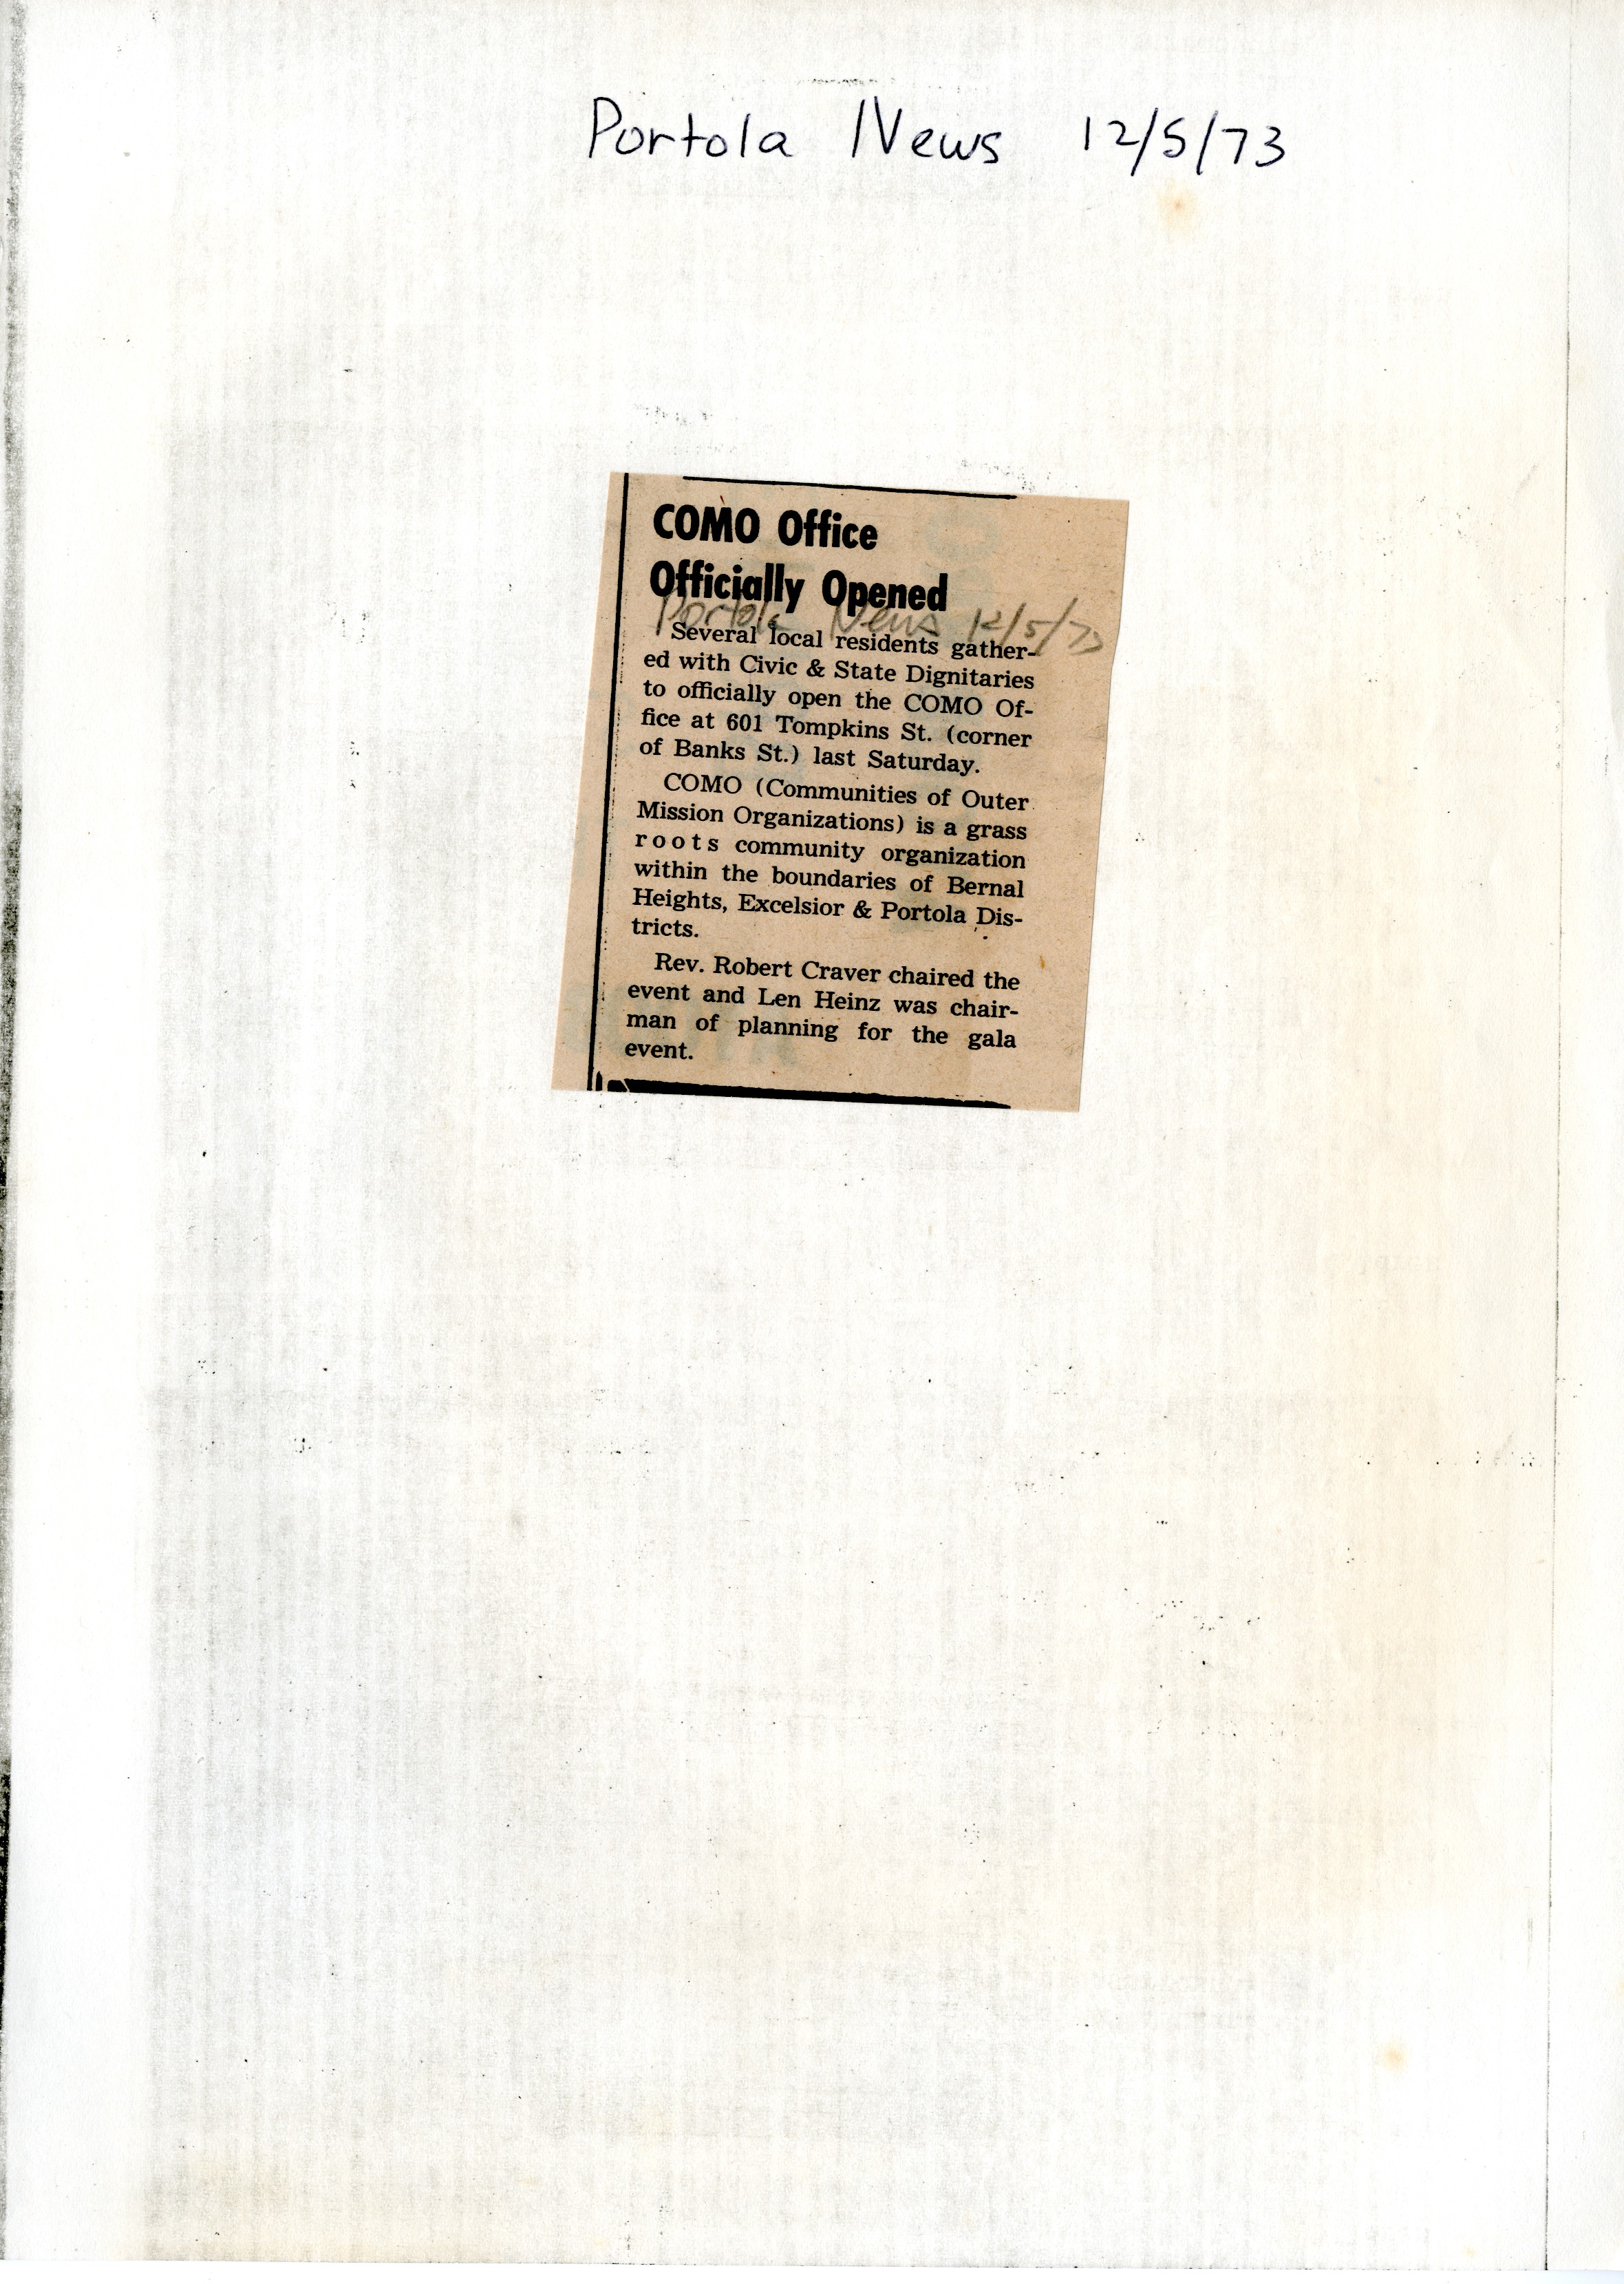 Portola News 12/5/73
COMO Office
Officially Opened
Portola News 12/5/73
Several local residents gather-
ed with Civic & State Dignitaries
to officially open the COMO Of-
fice at 601 Tompkins St. (corner
of Banks St.) last Saturday.
COMO (Communities of Outer
Mission Organizations) is a grass
roots community organization
within the boundaries of Bernal
Heights, Excelsior & Portola Dis-
tricts.
Rev. Robert Craver chaired the
event and Len Heinz was chair-
man of planning for the gala
event.